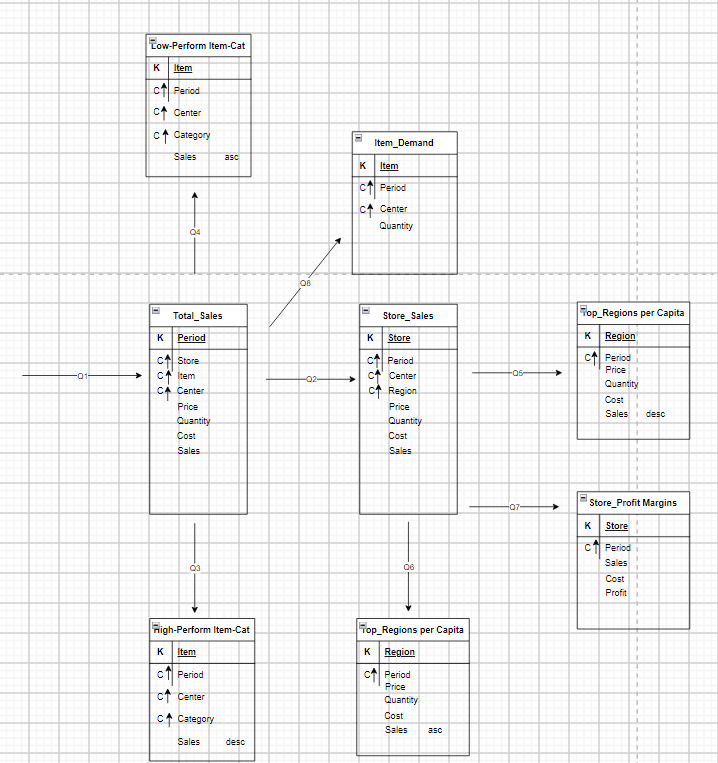 Low-Perform Item-Cat
K Item
C Period
C Center
C Category
Sales asc
Item_Demand
K Item
C Period
C Center
Quantity
Q4
Q8
Total_Sales
K Period
C Store
C Item
C Center
Price
Quantity
Cost
Sales
Store_Sales
K Store
C Period
C Center
C Region
Price
Quantity
Cost
Sales
Top_Regions per Capita
K Region
C Period
Price
Quantity
Cost
Sales desc
Q1
Q2
Q5
Q7
Store_Profit Margins
K Store
C Period
Sales
Cost
Profit
Q3
Q6
High-Perform Item-Cat
K Item
C Period
C Center
C Category
Sales desc
Top_Regions per Capita
K Region
C Period
Price
Quantity
Cost
Sales asc